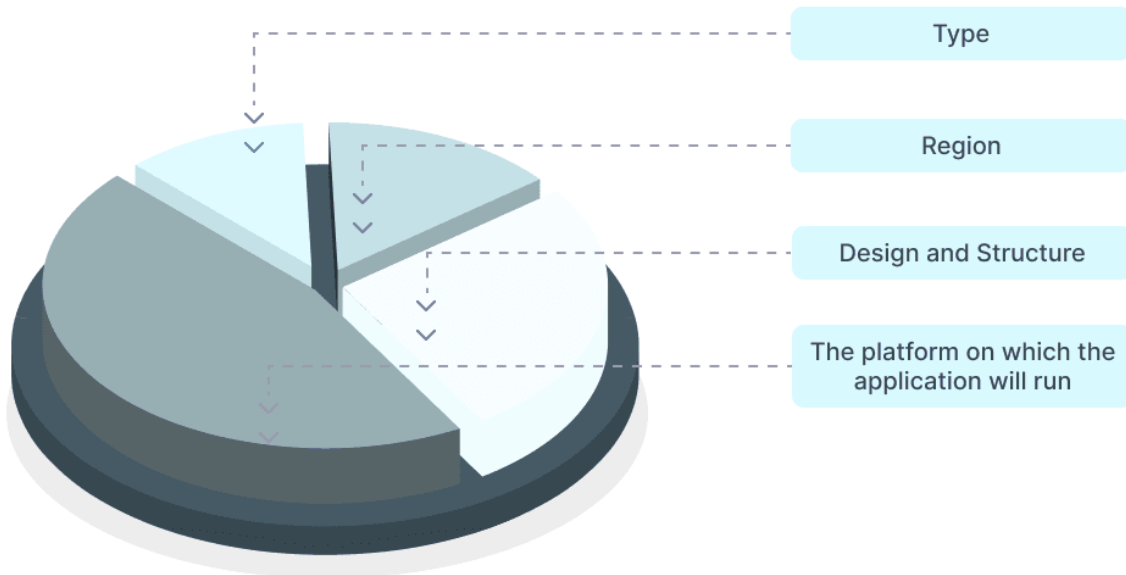 Type
Region
Design and Structure
The platform on which the
application will run